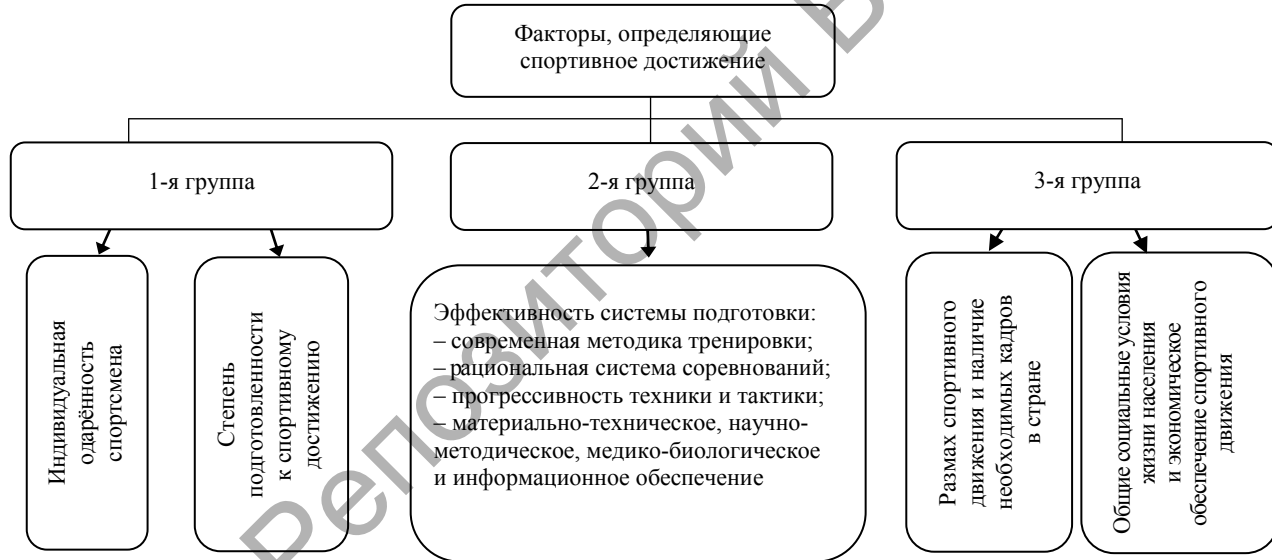 Факторы, определяющие
спортивное достижение
1-я группа
2-я группа
3-я группа
Индивидуальная
одарённость
спортсмена
Степень
подготовленности
к спортивному
достижению
Эффективность системы подготовки:
– современная методика тренировки;
– рациональная система соревнований;
– прогрессивность техники и тактики;
– материально-техническое, научно-
методическое, медико-биологическое
и информационное обеспечение
Размах спортивного
движения и наличие
необходимых кадров
в стране
Общие социальные условия
жизни населения
и экономическое
обеспечение спортивного
движения
Репозиторий В